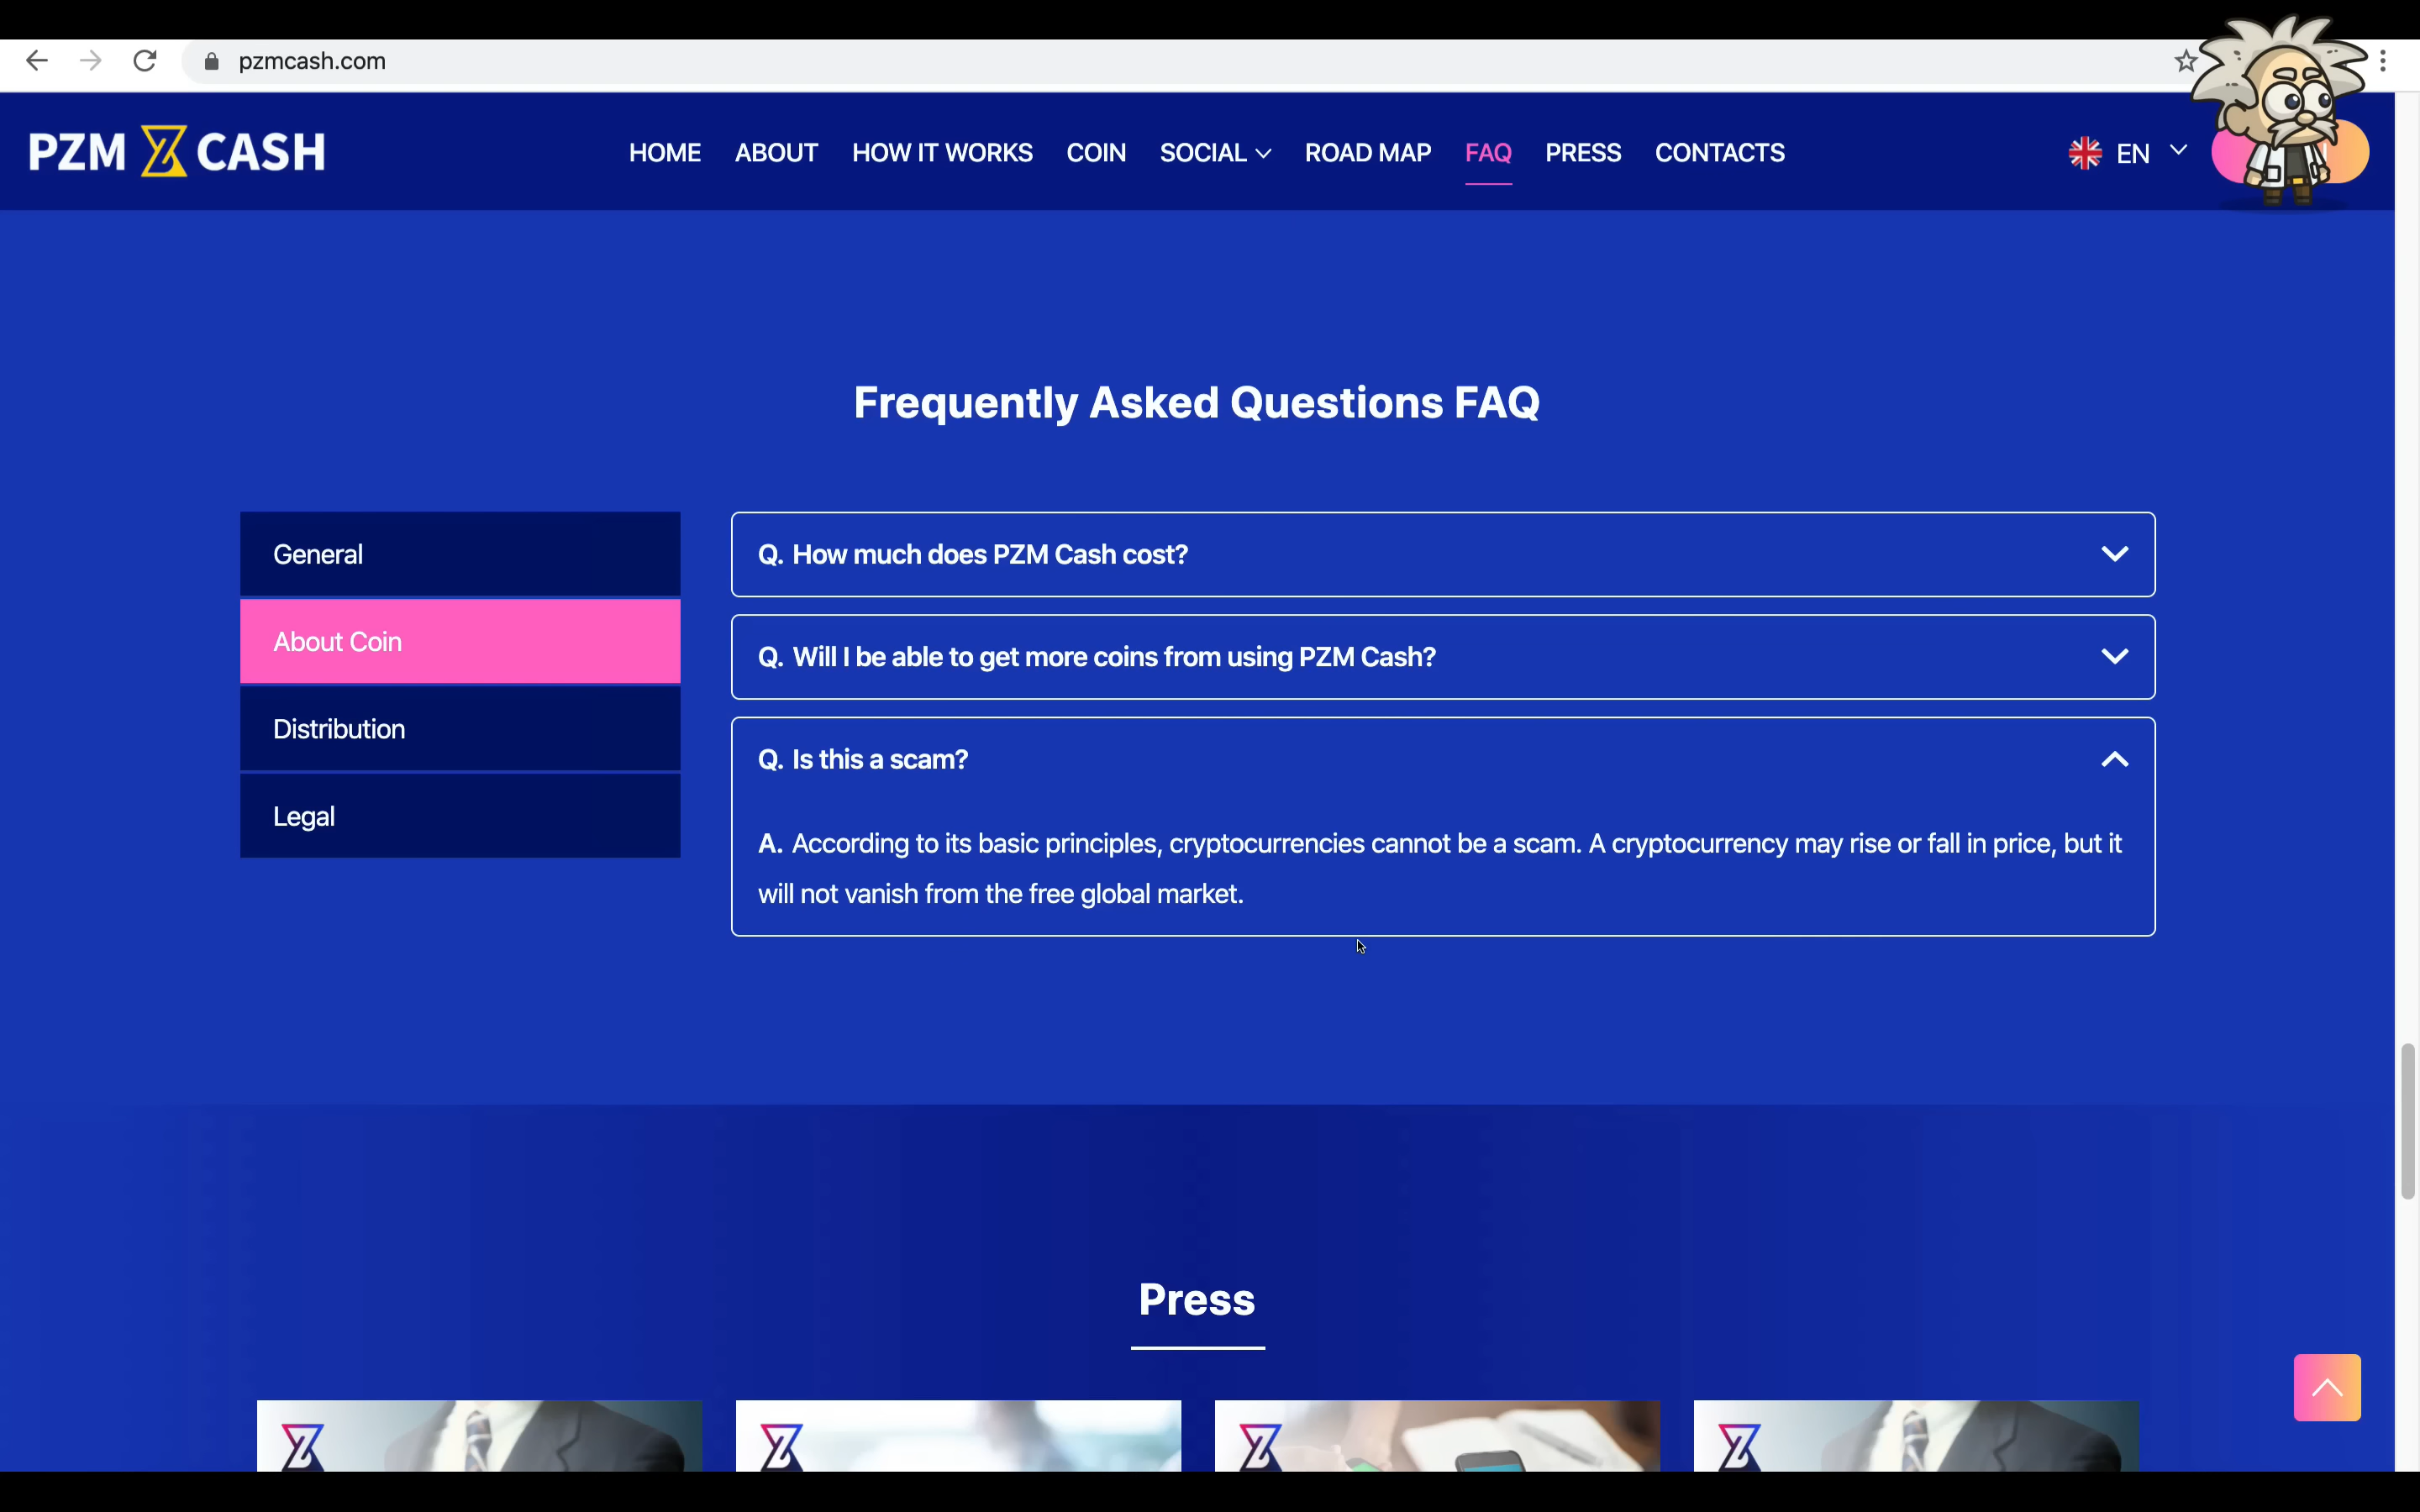 pzmcash.com
PZM CASH
HOME ABOUT HOW IT WORKS COIN SOCIAL ROAD MAP FAQ PRESS CONTACTS
EN
Frequently Asked Questions FAQ
General
About Coin
Distribution
Legal
Q. How much does PZM Cash cost?
Q. Will I be able to get more coins from using PZM Cash?
Q. Is this a scam?
A. According to its basic principles, cryptocurrencies cannot be a scam. A cryptocurrency may rise or fall in price, but it
will not vanish from the free global market.
Press